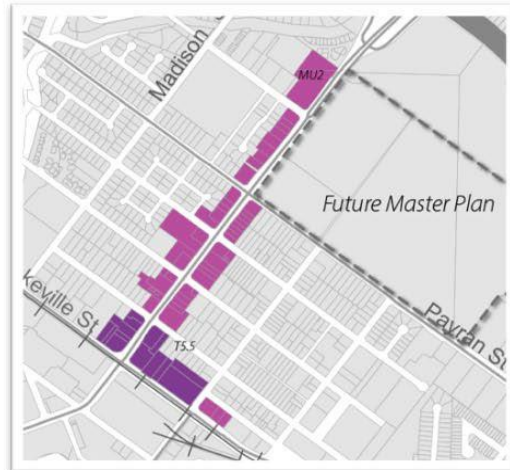 Madison
MU2
Future Master Plan
keville St
Payran St
T5.5